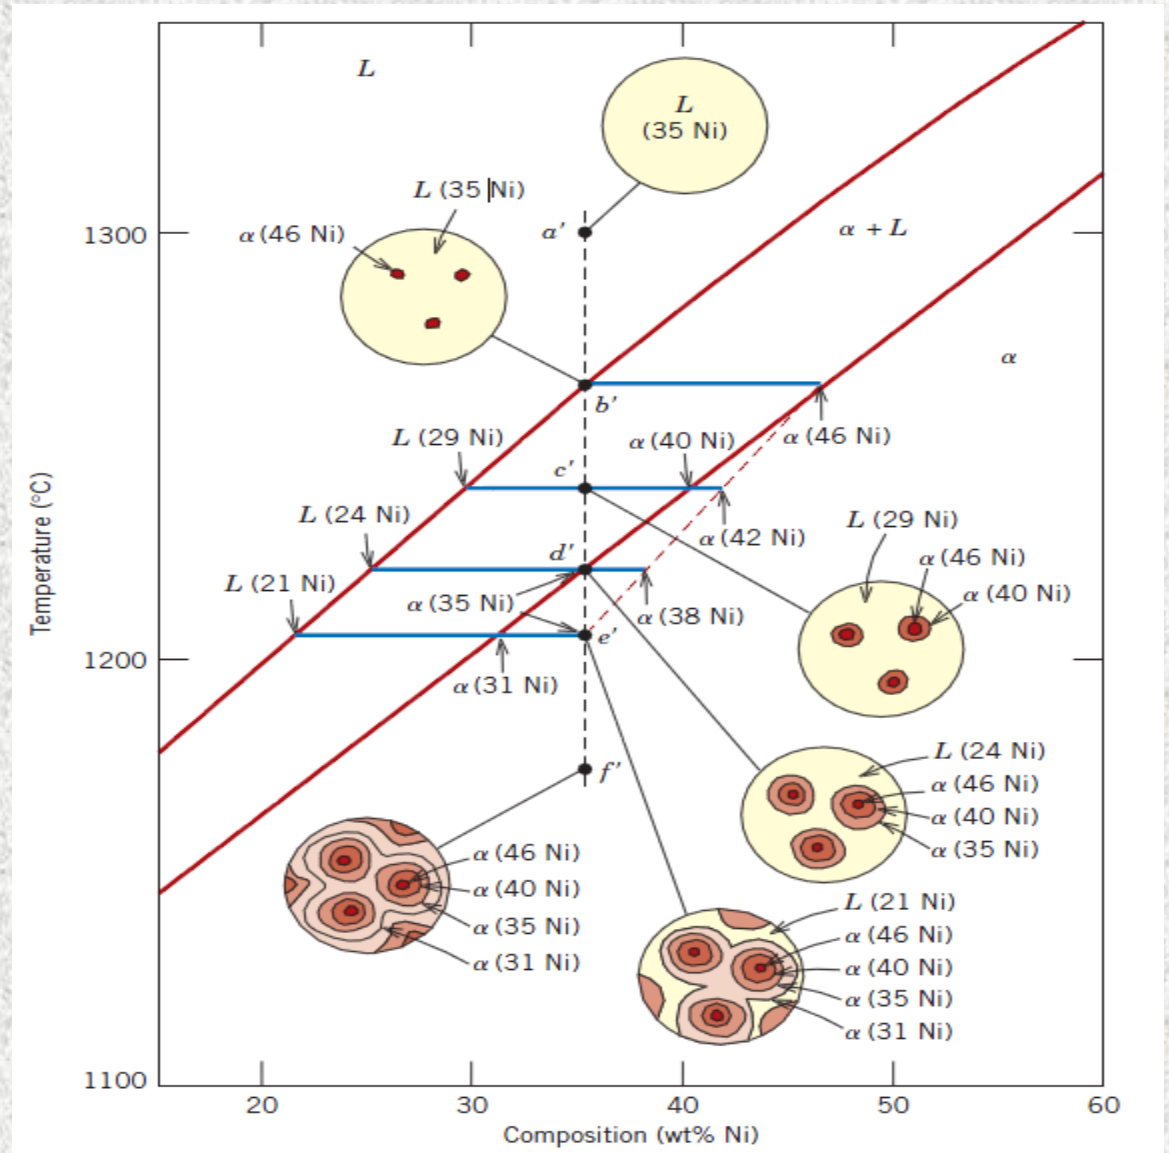 L
L
(35 Ni)
L (35 Ni)
α (46 Ni)
a′
α + L
1300
α
b′
L (29 Ni)
α (40 Ni)
α (46 Ni)
c′
L (24 Ni)
α (42 Ni)
L (29 Ni)
d′
α (46 Ni)
L (21 Ni)
α (40 Ni)
α (35 Ni)
α (38 Ni)
e′
1200
α (31 Ni)
Temperature (°C)
f′
L (24 Ni)
α (46 Ni)
α (40 Ni)
α (35 Ni)
α (46 Ni)
α (40 Ni)
α (35 Ni)
α (31 Ni)
L (21 Ni)
α (46 Ni)
α (40 Ni)
α (35 Ni)
α (31 Ni)
1100
20 30 40 50 60
Composition (wt% Ni)